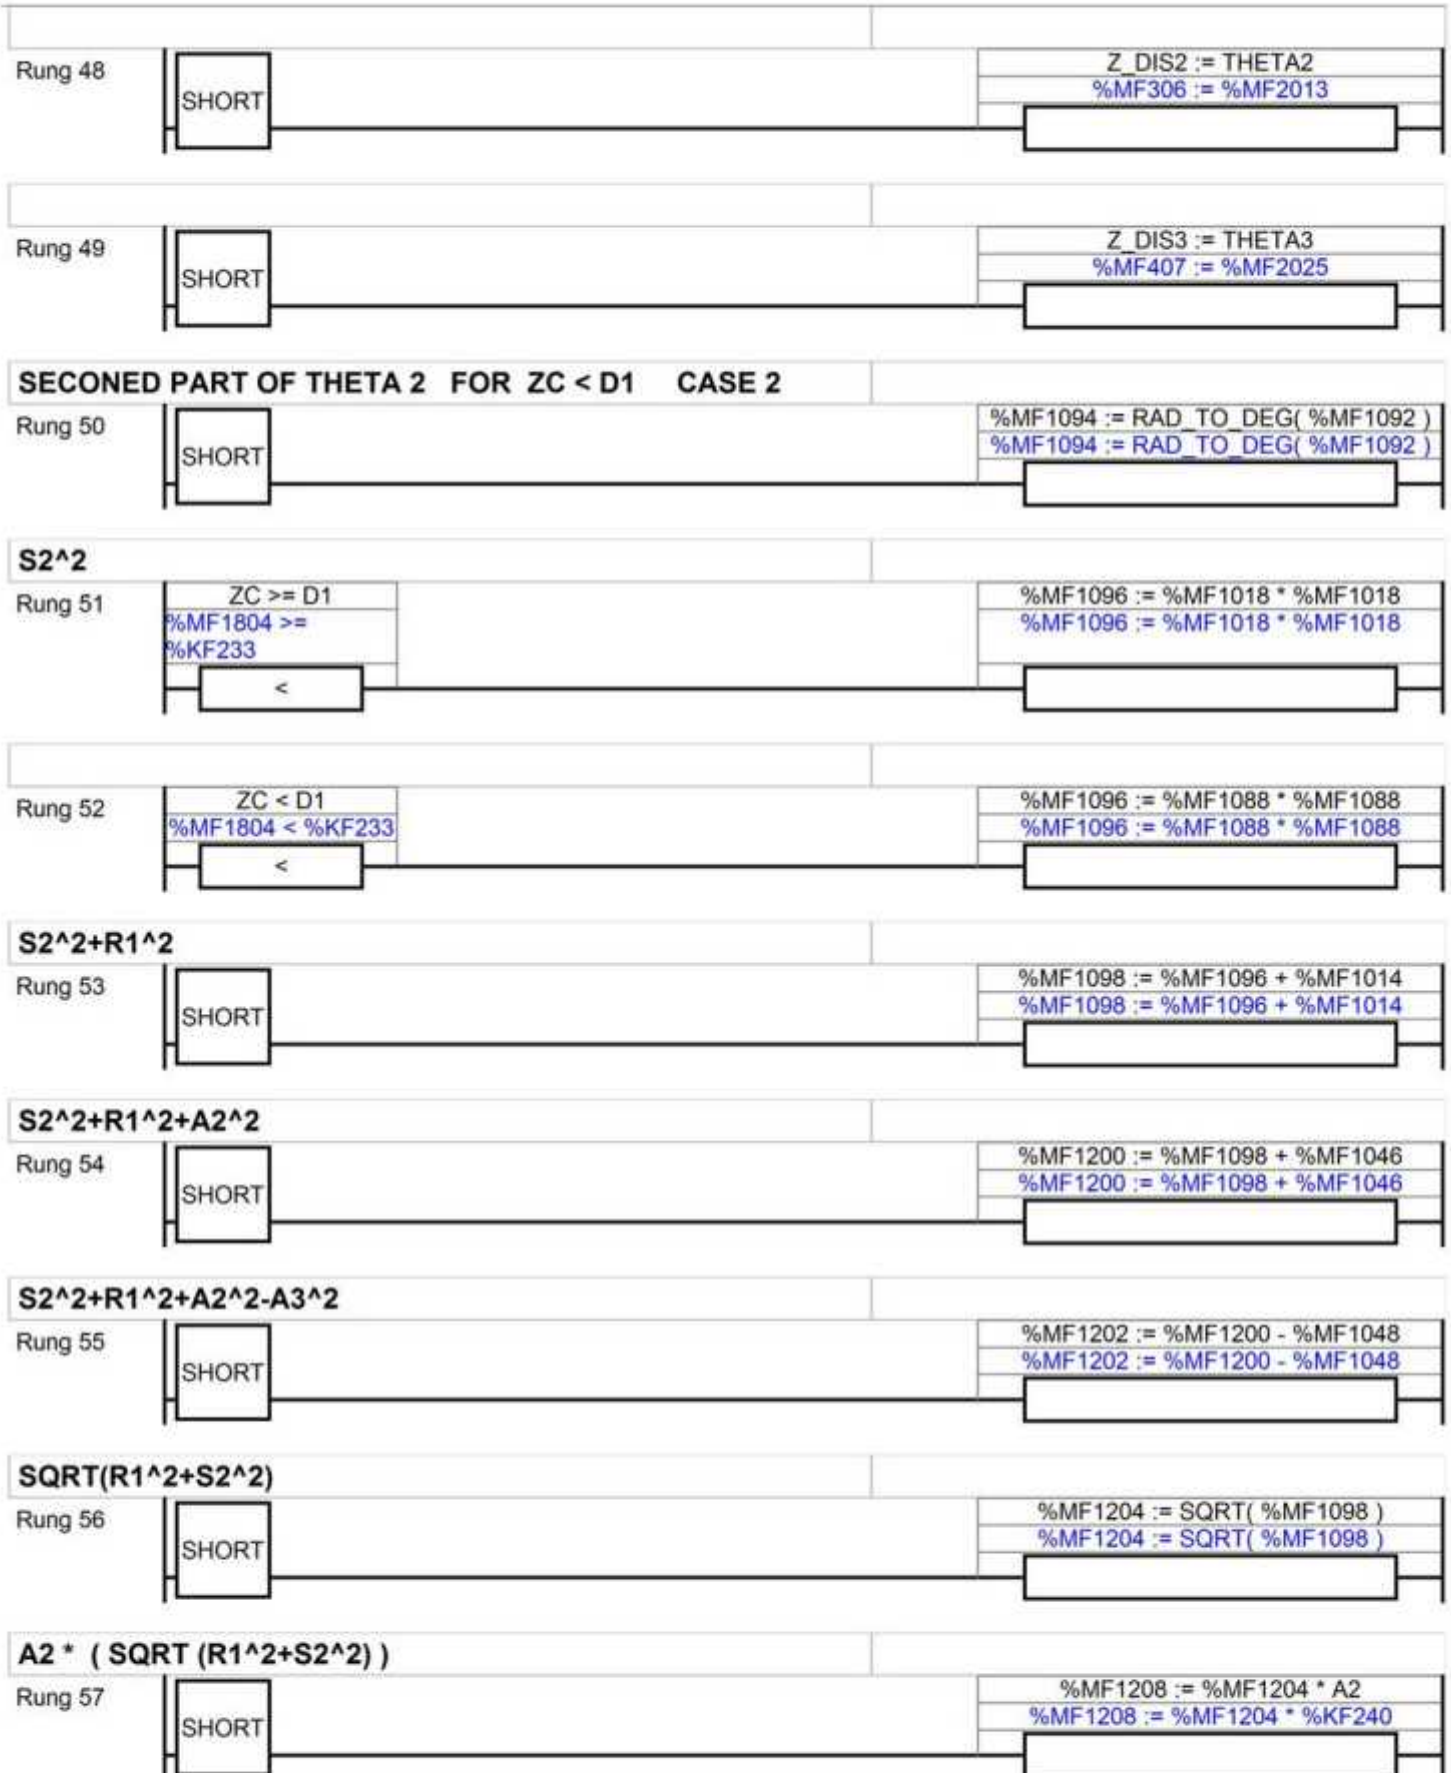 Rung 48
SHORT
Z_DIS2 := THETA2
%MF306 := %MF2013
Rung 49
SHORT
Z_DIS3 := THETA3
%MF407 := %MF2025
SECONED PART OF THETA 2 FOR ZC < D1 CASE 2
Rung 50
SHORT
%MF1094 := RAD_TO_DEG( %MF1092 )
%MF1094 := RAD_TO_DEG( %MF1092 )
S2^2
Rung 51
ZC >= D1
%MF1804 >=
%KF233
<
%MF1096 := %MF1018 * %MF1018
%MF1096 := %MF1018 * %MF1018
Rung 52
ZC < D1
%MF1804 < %KF233
<
%MF1096 := %MF1088 * %MF1088
%MF1096 := %MF1088 * %MF1088
S2^2+R1^2
Rung 53
SHORT
%MF1098 := %MF1096 + %MF1014
%MF1098 := %MF1096 + %MF1014
S2^2+R1^2+A2^2
Rung 54
SHORT
%MF1200 := %MF1098 + %MF1046
%MF1200 := %MF1098 + %MF1046
S2^2+R1^2+A2^2-A3^2
Rung 55
SHORT
%MF1202 := %MF1200 - %MF1048
%MF1202 := %MF1200 - %MF1048
SQRT(R1^2+S2^2)
Rung 56
SHORT
%MF1204 := SQRT( %MF1098 )
%MF1204 := SQRT( %MF1098 )
A2 * ( SQRT (R1^2+S2^2) )
Rung 57
SHORT
%MF1208 := %MF1204 * A2
%MF1208 := %MF1204 * %KF240